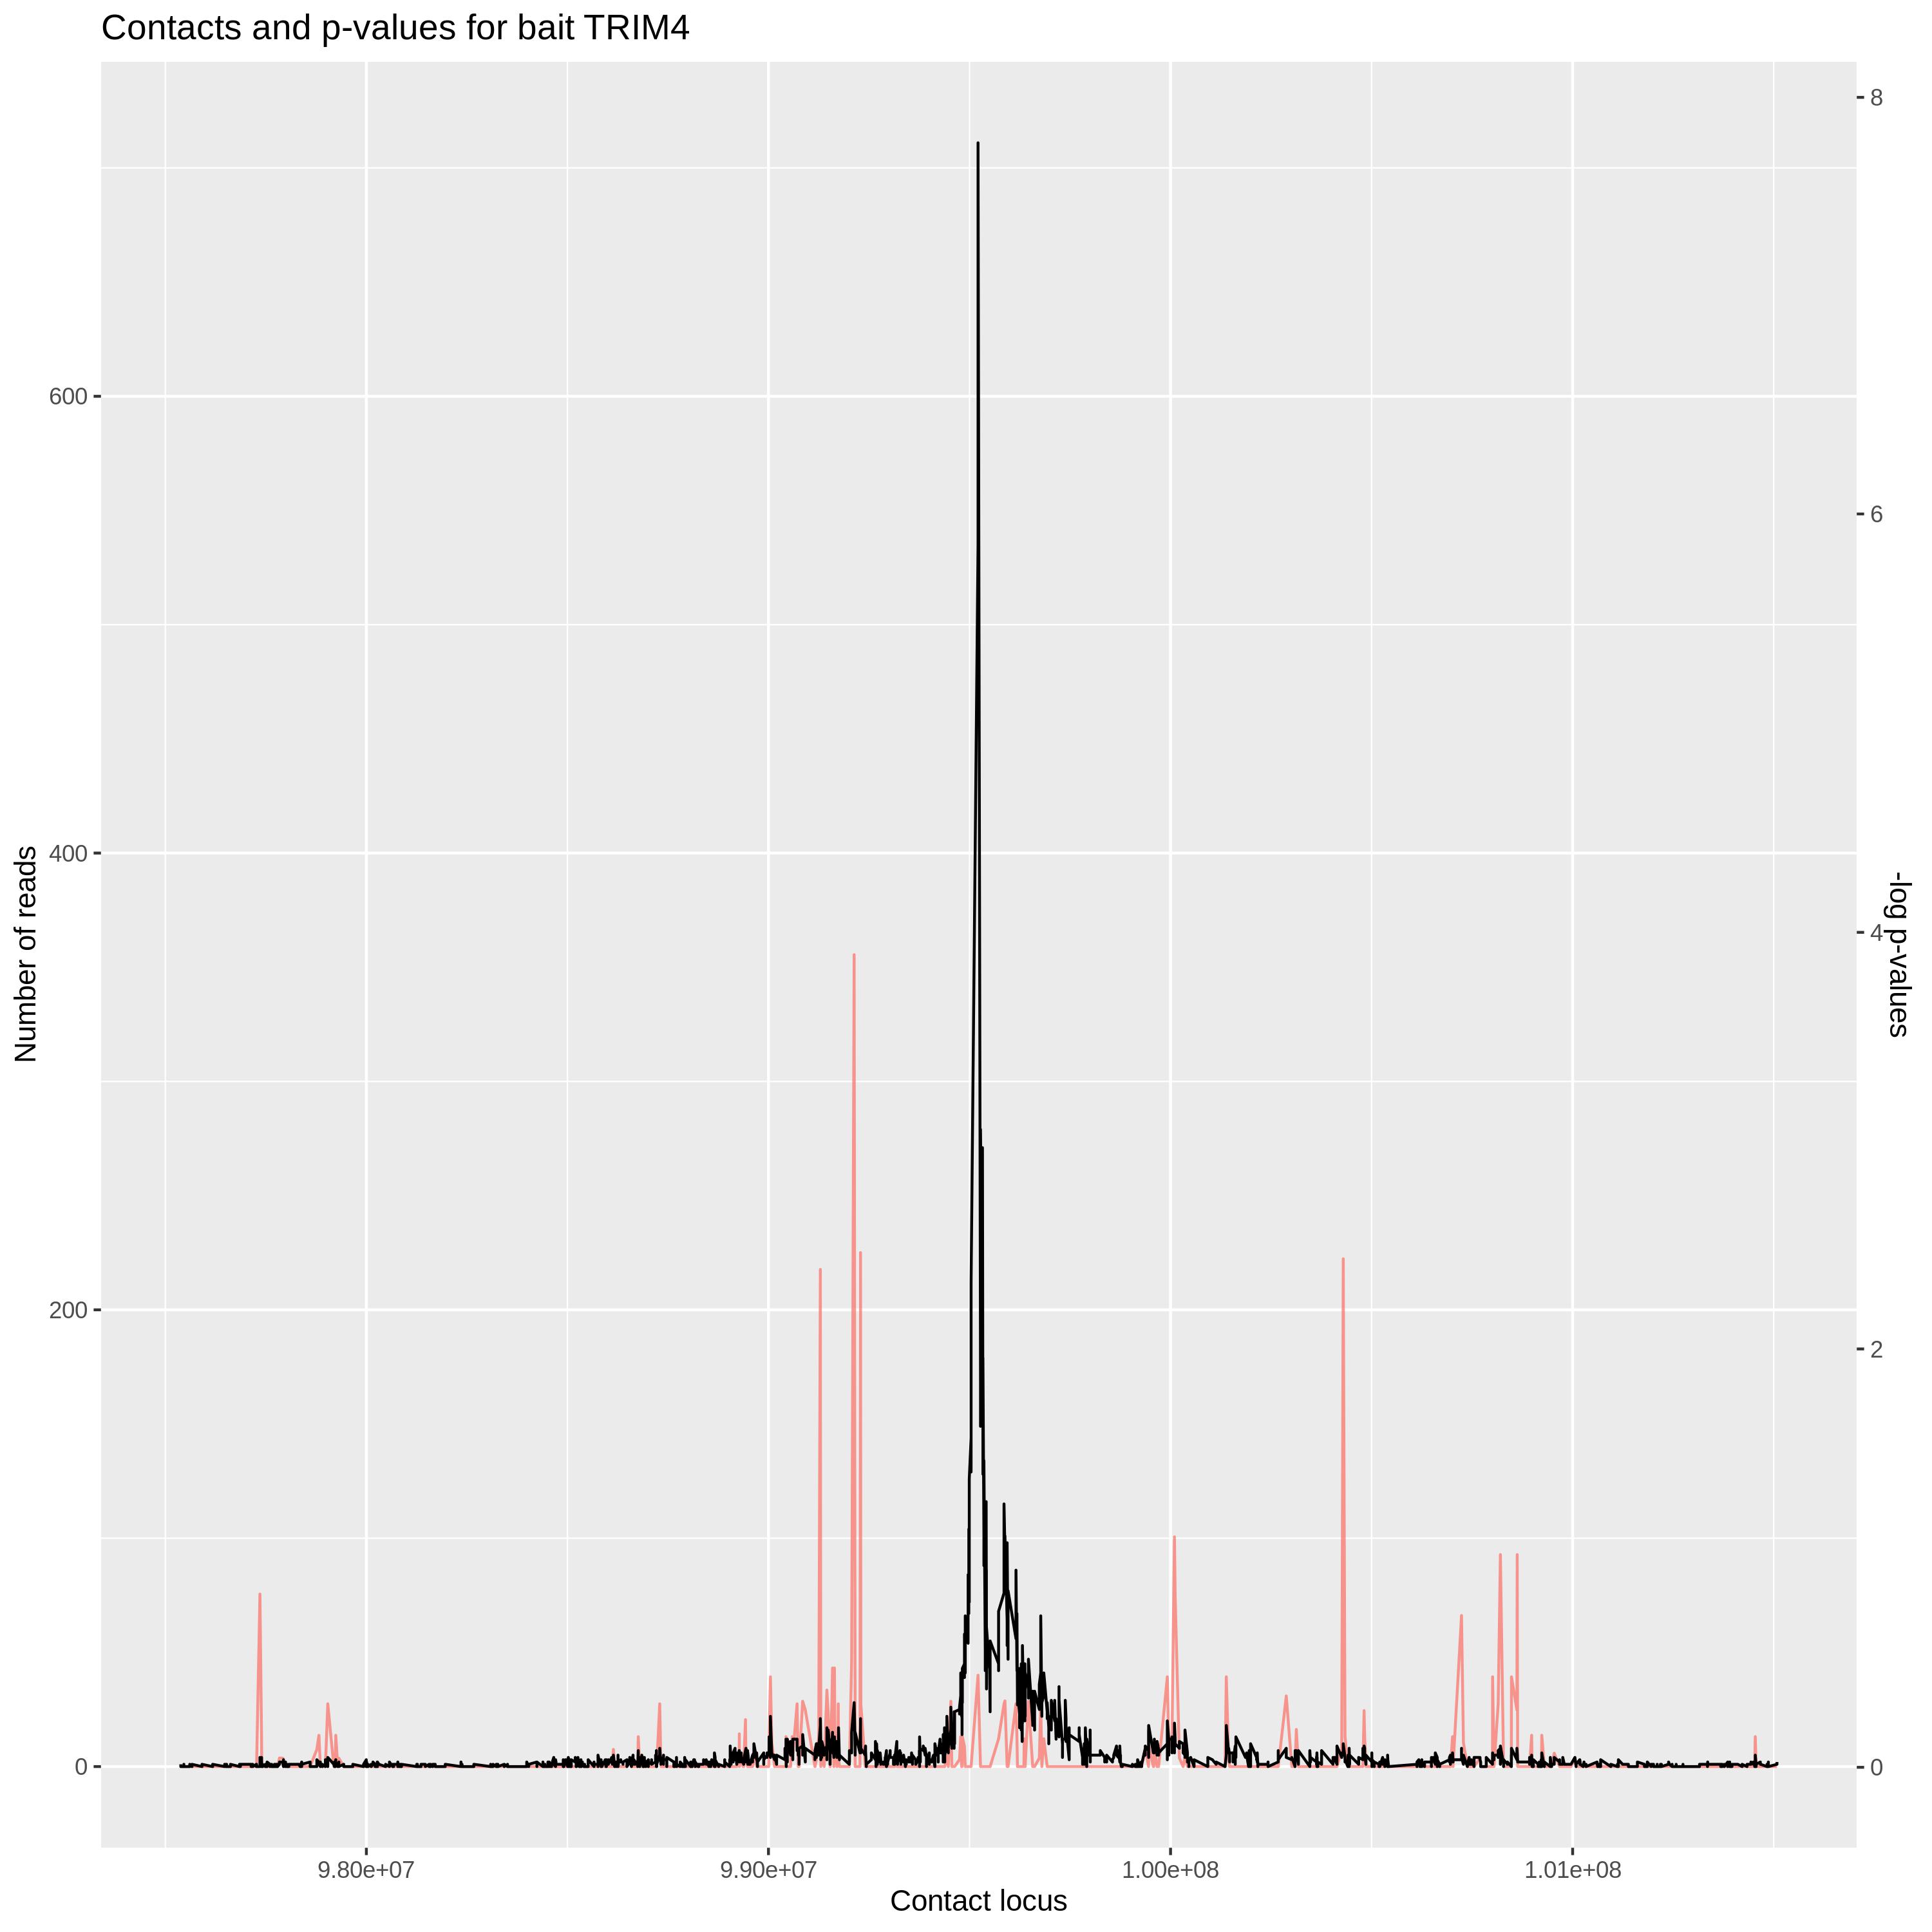 Contacts and p-values for bait TRIM4
Number of reads
600
400
200
0
8
6
4
2
0
-log p-values
9.80e+07
9.90e+07
1.00e+08
1.01e+08
Contact locus